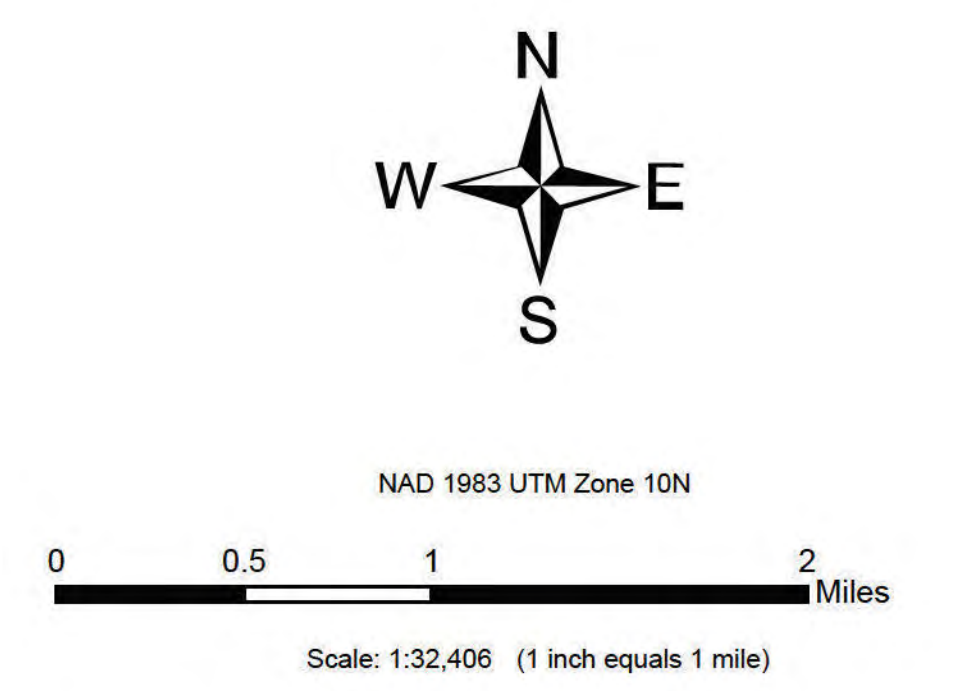 N
W E
S
NAD 1983 UTM Zone 10N
0 0.5 1 2
Miles
Scale: 1:32,406 (1 inch equals 1 mile)